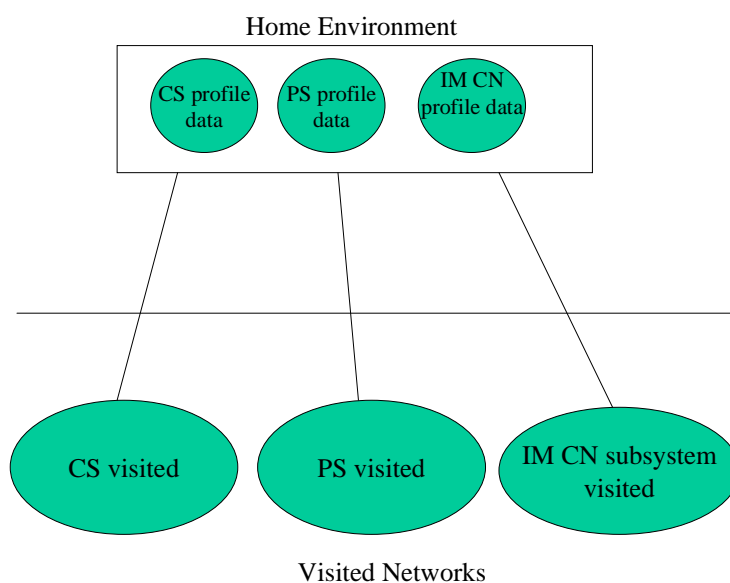 Home Environment
CS profile
data
PS profile
data
IM CN
profile data
CS visited
PS visited
IM CN subsystem
visited
Visited Networks